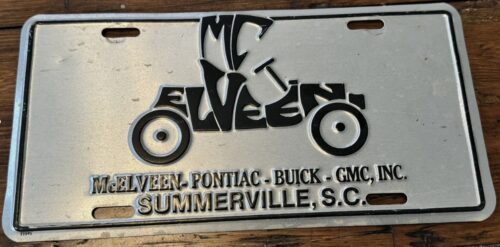 MC
ELVEEN.
MCELVEEN - PONTIAC - BUICK - GMC, INC.
SUMMERVILLE, S.C.